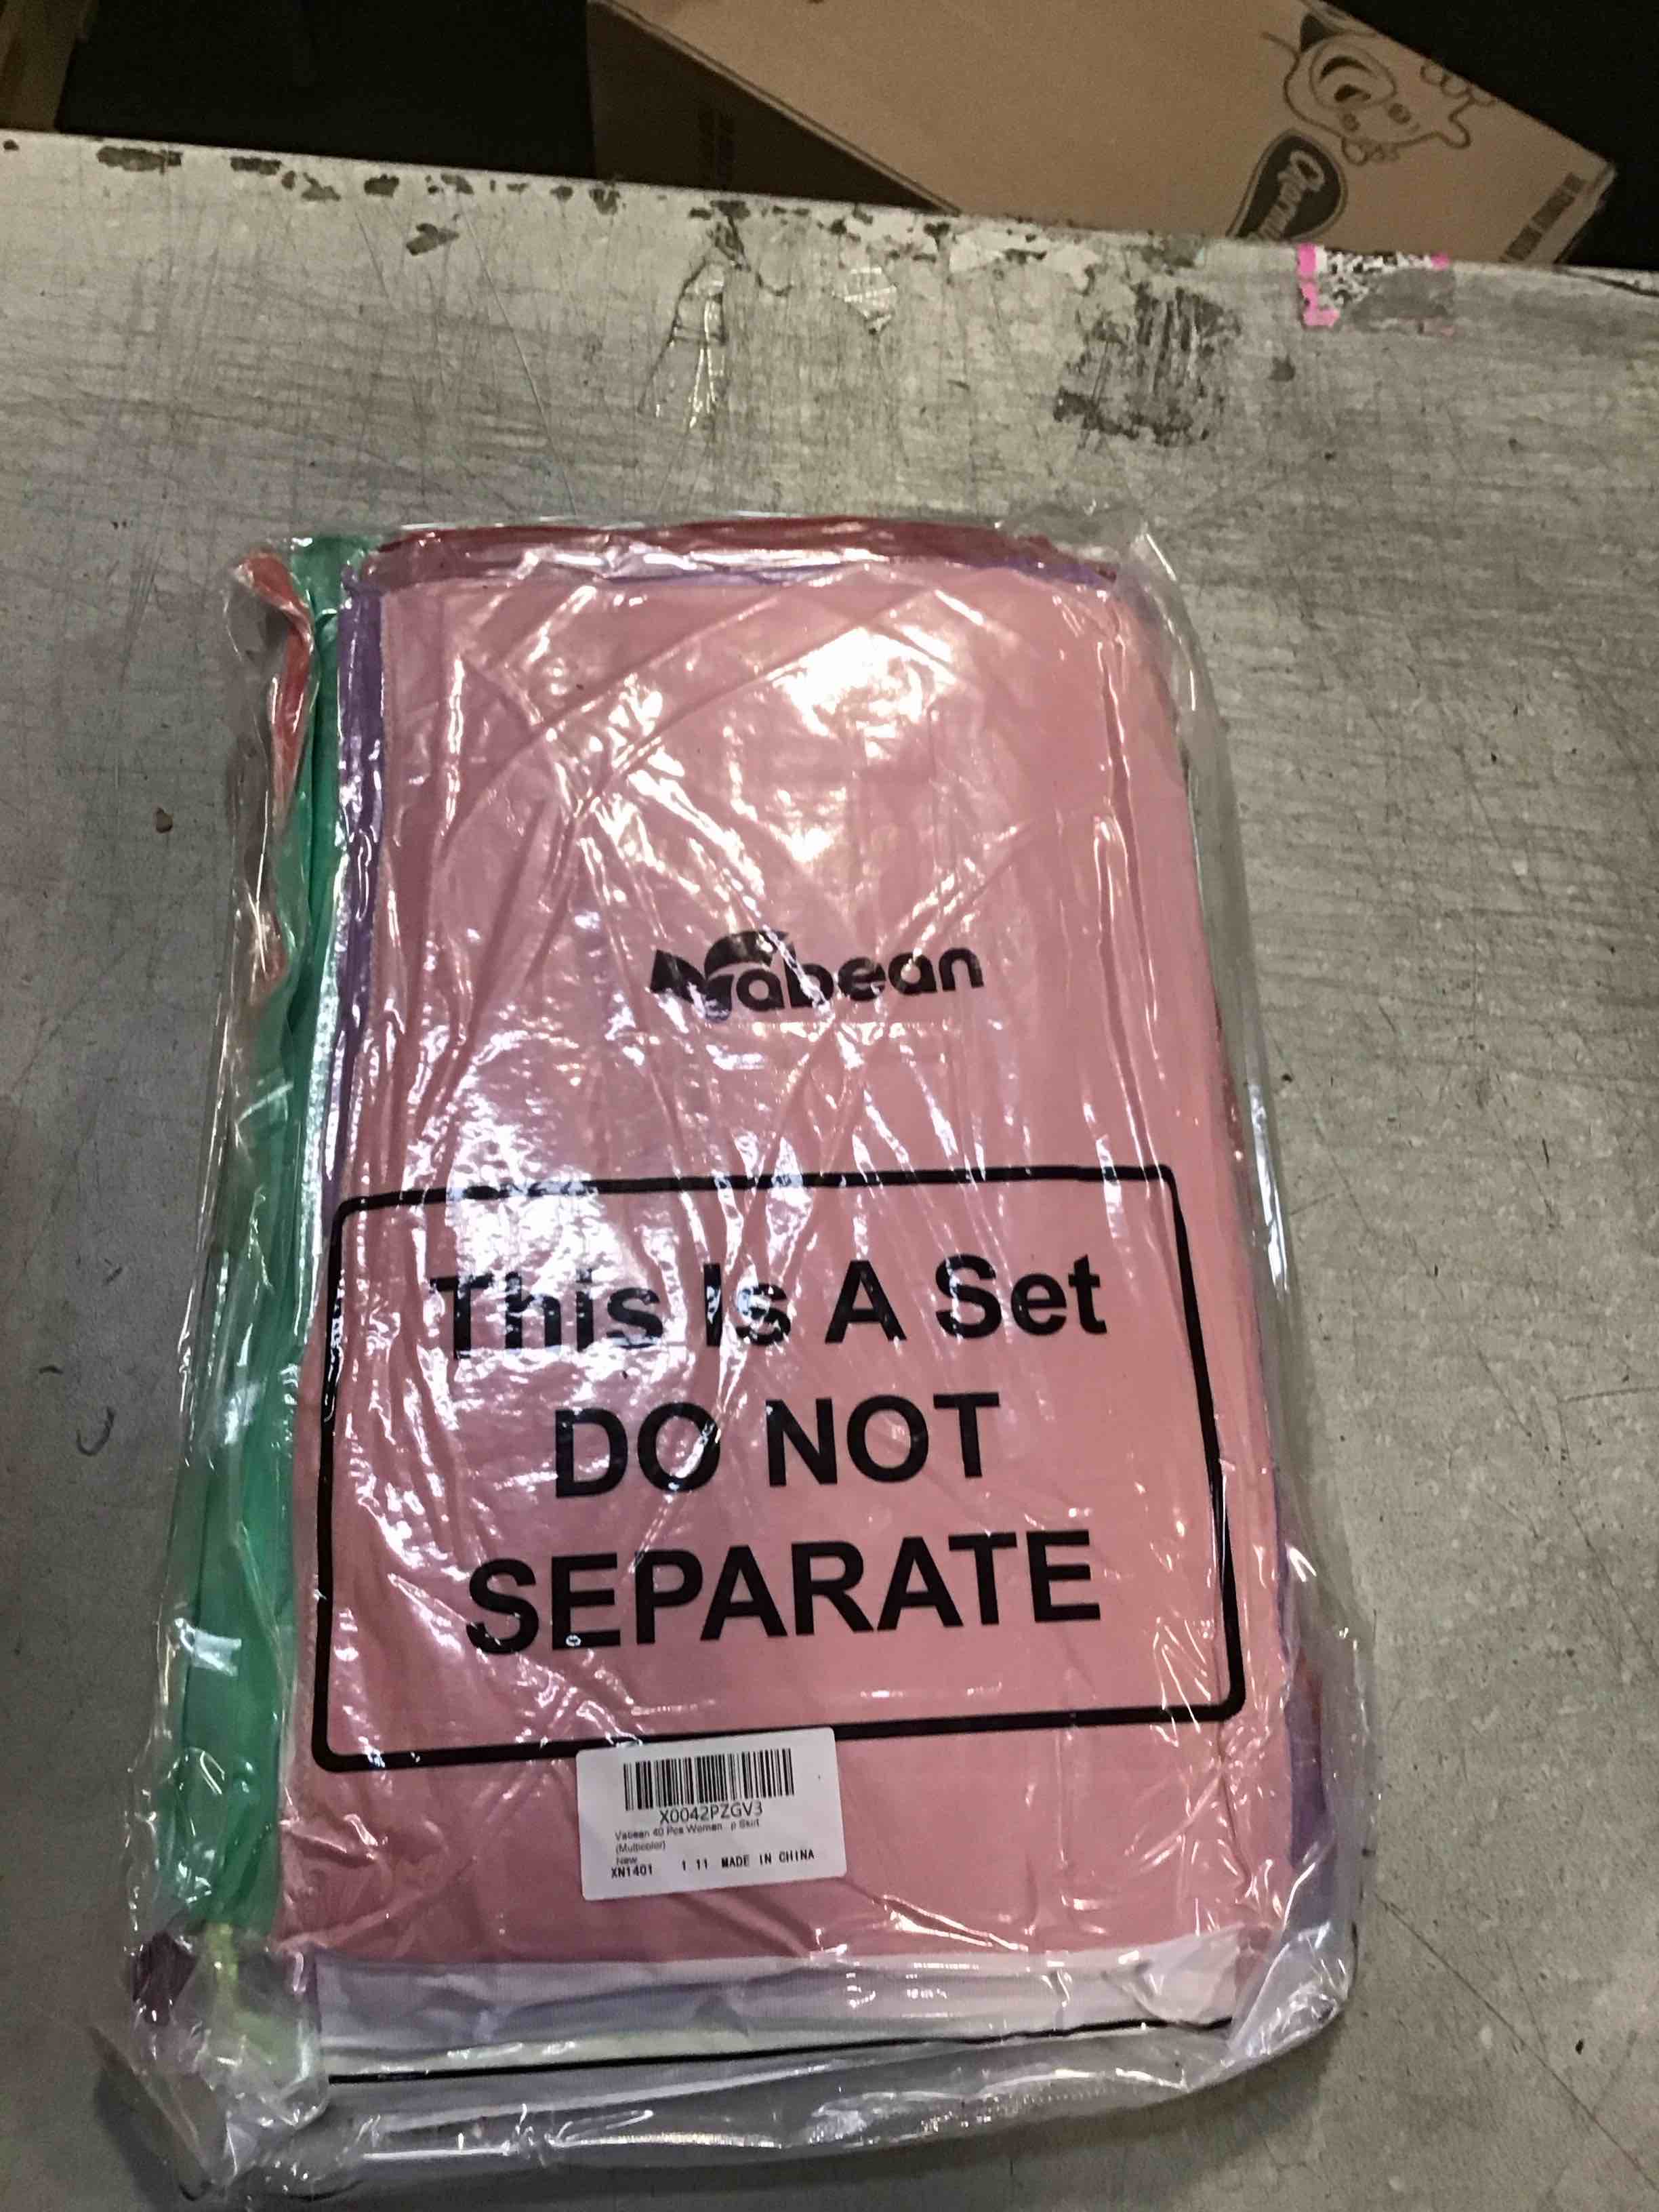 Vabean
This Is A Set
DO NOT
SEPARATE
X0042PZGV3
Vabean 40 Pcs Women...p Skirt
(Multicolor)
New
XN1401 1 11 MADE IN CHINA